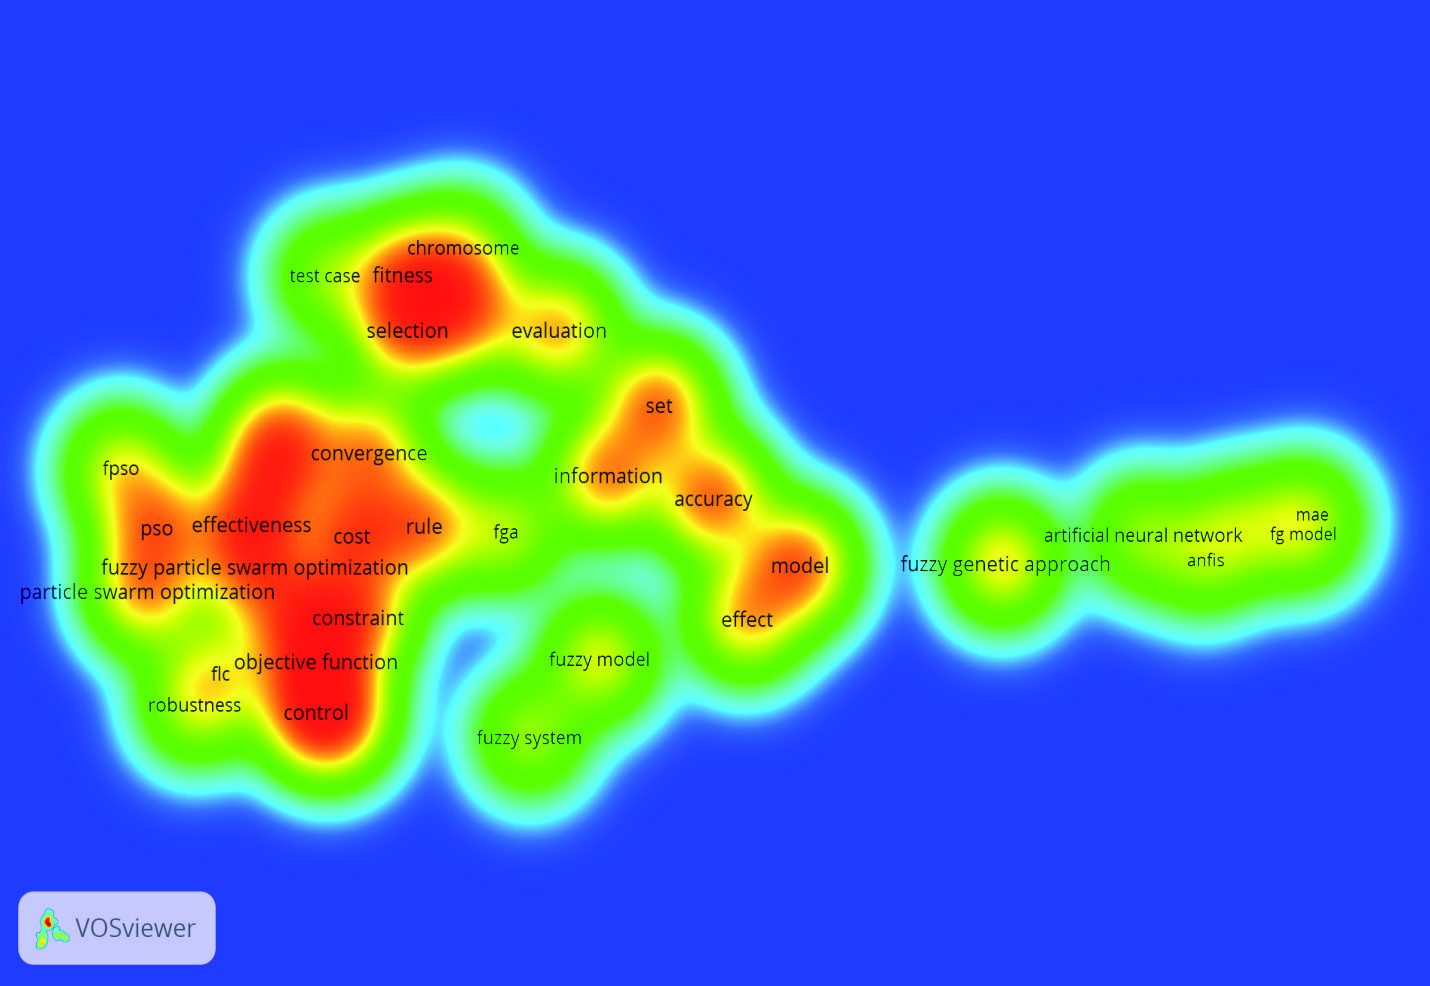 chromosome
test case
fitness
selection
evaluation
set
convergence
fpso
information
accuracy
pso
effectiveness
cost
rule
fga
mae
fg model
artificial neural network
anfis
fuzzy genetic approach
model
fuzzy particle swarm optimization
particle swarm optimization
constraint
effect
objective function
flc
fuzzy model
robustness
control
fuzzy system
VOSviewer